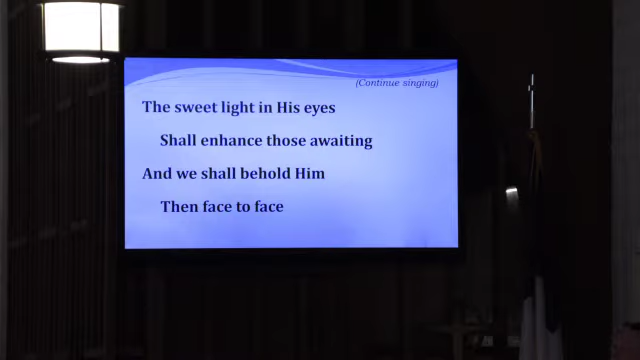 (Continue singing)
The sweet light in His eyes
Shall enhance those awaiting
And we shall behold Him
Then face to face